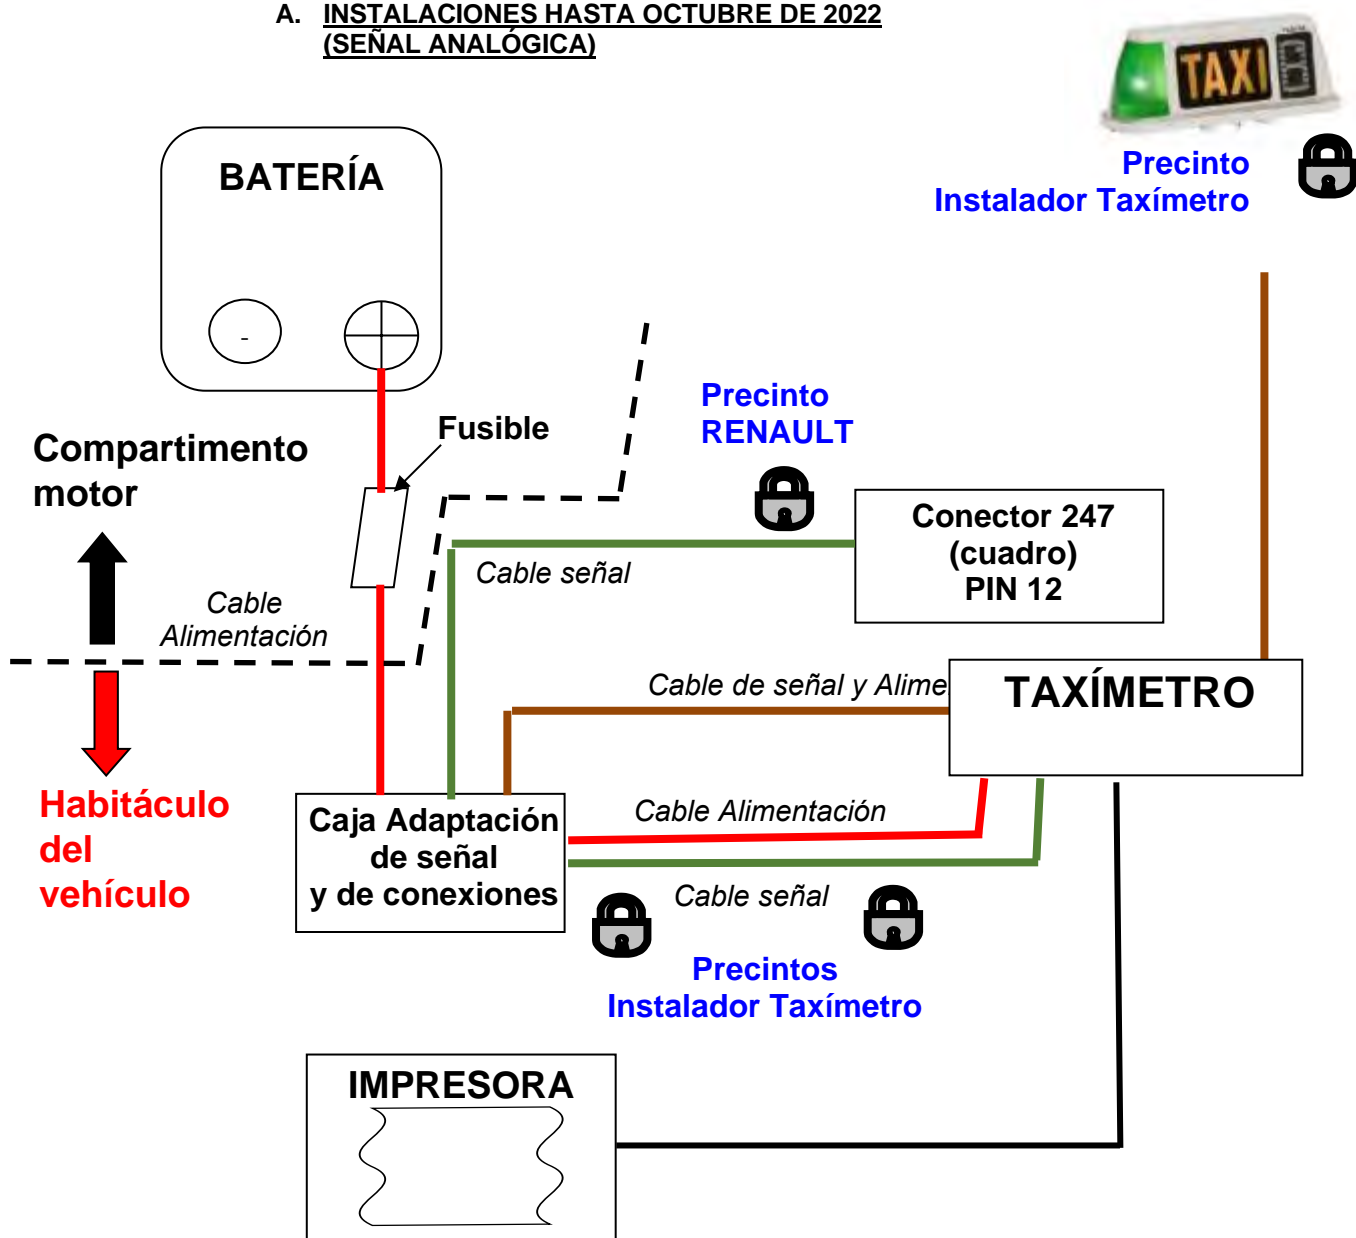 A. INSTALACIONES HASTA OCTUBRE DE 2022
(SEÑAL ANALÓGICA)
TAXI
BATERÍA
Precinto
Instalador Taxímetro
-
Precinto
RENAULT
Fusible
Compartimento
motor
Conector 247
(cuadro)
PIN 12
Cable señal
Cable
Alimentación
Cable de señal y Alime
TAXÍMETRO
Habitáculo
del
vehículo
Caja Adaptación
de señal
y de conexiones
Cable Alimentación
Cable señal
Precintos
Instalador Taxímetro
IMPRESORA